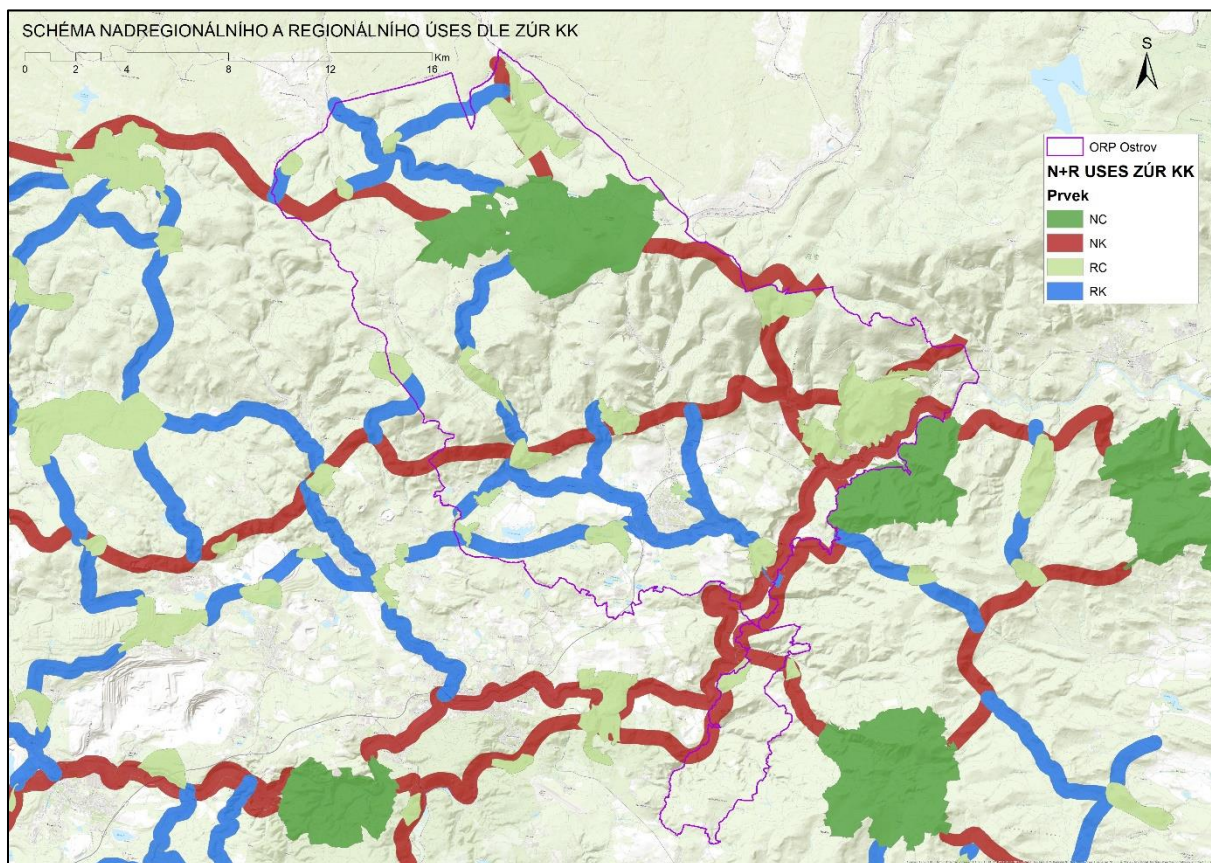 SCHÉMA NADREGIONÁLNÍHO A REGIONÁLNÍHO ÚSES DLE ZÚR KK
Km
0 2 4 8 12 16
S
ORP Ostrov
N+R USES ZÚR KK
Prvek
NC
NK
RC
RK